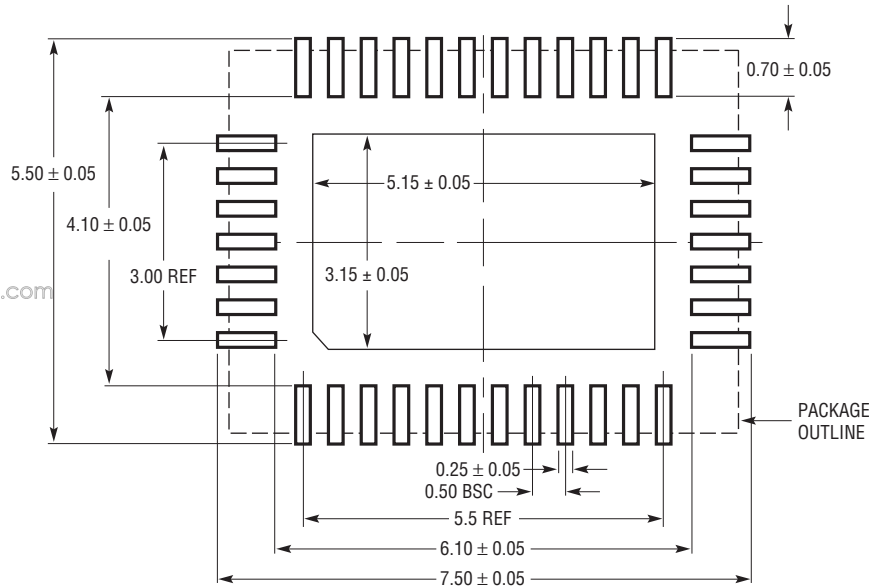 0.70 ± 0.05
5.50 ± 0.05
5.15 ± 0.05
4.10 ± 0.05
3.00 REF
3.15 ± 0.05
.com
PACKAGE
OUTLINE
0.25 ± 0.05
0.50 BSC
5.5 REF
6.10 ± 0.05
7.50 ± 0.05